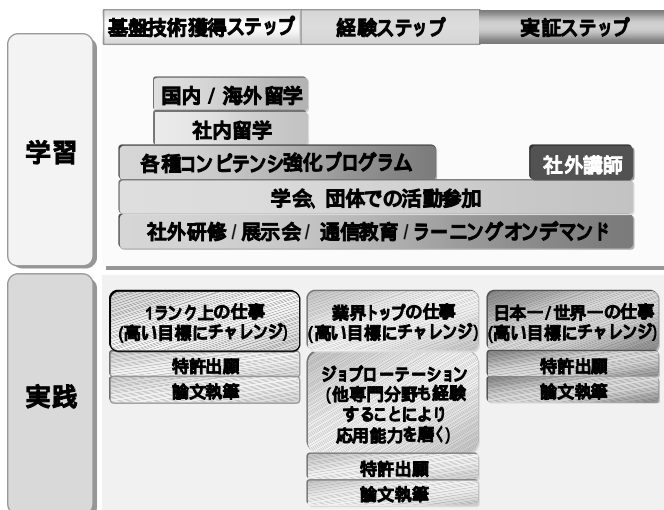 基盤技術獲得ステップ
経験ステップ
実証ステップ
学習
国内 / 海外留学
社内留学
各種コンピテンシ強化プログラム
社外講師
学会、団体での活動参加
社外研修 / 展示会 / 通信教育 / ラーニングオンデマンド
実践
1ランク上の仕事
(高い目標にチャレンジ)
特許出願
論文執筆
業界トップの仕事
(高い目標にチャレンジ)
ジョブローテーション
(他専門分野も経験
することにより
応用能力を磨く)
特許出願
論文執筆
日本一/世界一の仕事
(高い目標にチャレンジ)
特許出願
論文執筆